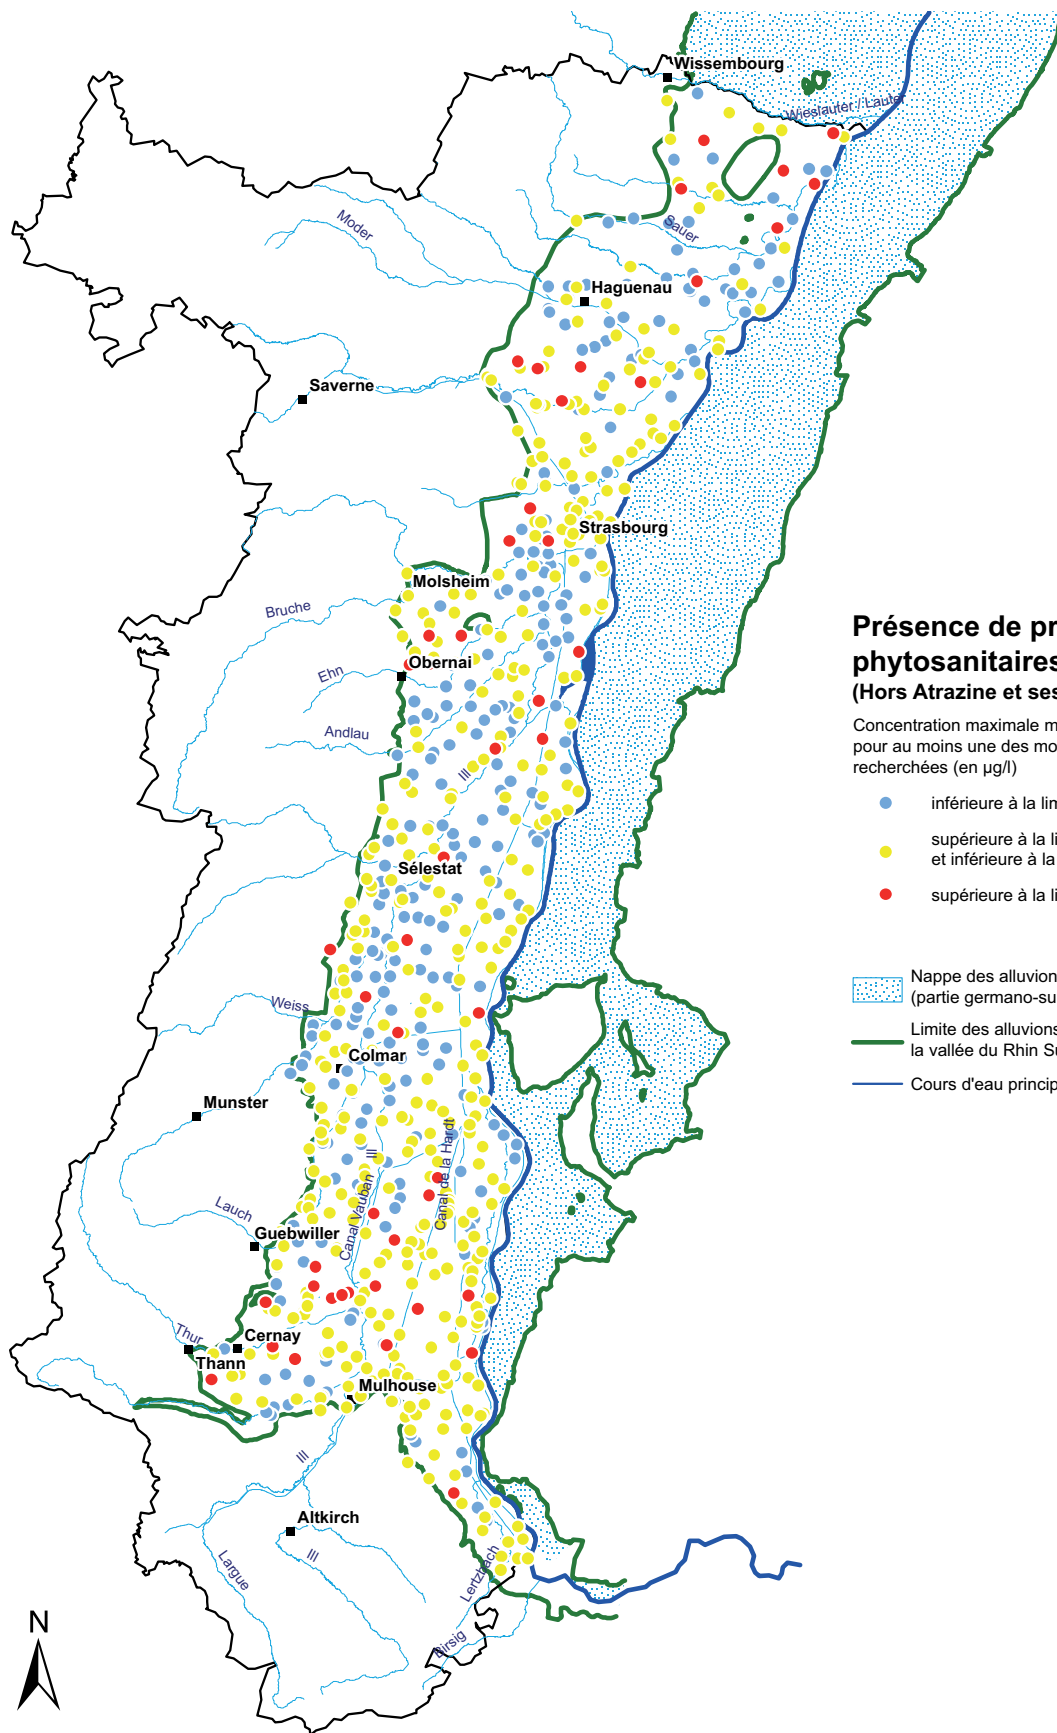 Wissembourg
Wieslauter / Lauter
Moder
Sauer
Haguenau
Saverne
Strasbourg
Molsheim
Bruche
Obernai
Ehn
Andlau
Ill
Sélestat
Weiss
Colmar
Munster
Ill
Canal de la Hardt
Canal Vauban
Lauch
Guebwiller
Thur
Cernay
Thann
Mulhouse
Ill
Altkirch
Ill
Largue
Lertzbach
Birsig
N
Présence de pr
phytosanitaires
(Hors Atrazine et ses
Concentration maximale m
pour au moins une des mo
recherchées (en µg/l)
inférieure à la lim
supérieure à la li
et inférieure à la
supérieure à la li
Nappe des alluvion
(partie germano-su
Limite des alluvions
la vallée du Rhin Su
Cours d'eau princip